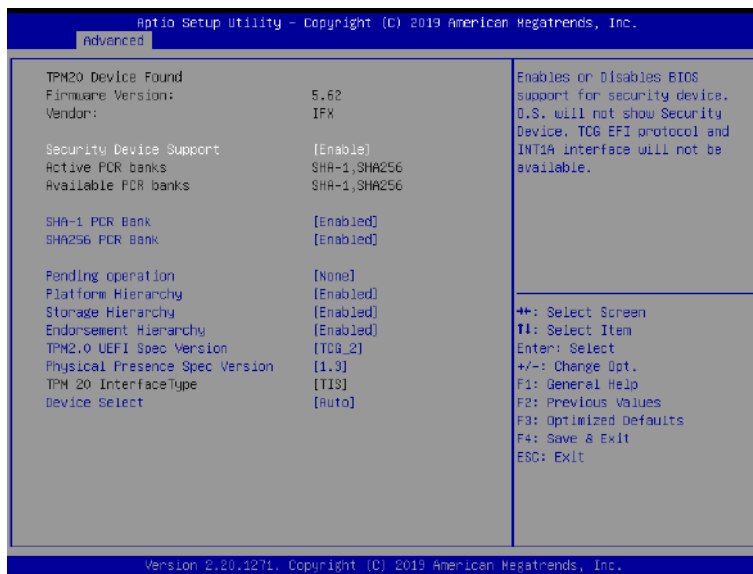 Aptio Setup Utility – Copyright (C) 2019 American Megatrends, Inc.
Advanced
TPM20 Device Found
Firmware Version: 5.62
Vendor: IFX
Security Device Support [Enable]
Active PCR banks SHA-1,SHA256
Available PCR banks SHA-1,SHA256
SHA-1 PCR Bank [Enabled]
SHA256 PCR Bank [Enabled]
Pending operation [None]
Platform Hierarchy [Enabled]
Storage Hierarchy [Enabled]
Endorsement Hierarchy [Enabled]
TPM2.0 UEFI Spec Version [TCG_2]
Physical Presence Spec Version [1.3]
TPM 20 InterfaceType [TIS]
Device Select [Auto]
Enables or Disables BIOS
support for security device.
O.S. will not show Security
Device. TCG EFI protocol and
INT1A interface will not be
available.
→←: Select Screen
↑↓: Select Item
Enter: Select
+/-: Change Opt.
F1: General Help
F2: Previous Values
F3: Optimized Defaults
F4: Save & Exit
ESC: Exit
Version 2.20.1271. Copyright (C) 2019 American Megatrends, Inc.